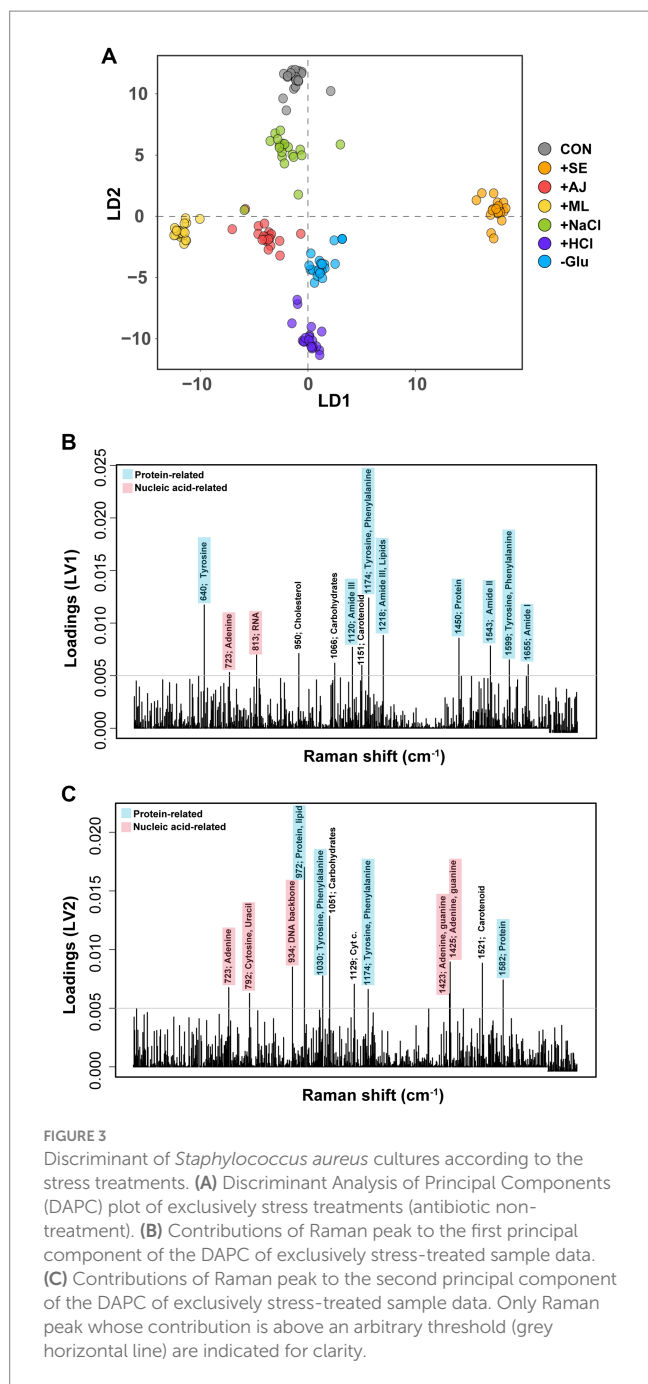 A
10
5
0
−5
−10
LD2
−10
0
10
LD1
CON
+SE
+AJ
+ML
+NaCl
+HCl
-Glu
B
Protein-related
Nucleic acid-related
0.025
0.020
0.015
0.010
0.005
0.000
Loadings (LV1)
640; Tyrosine
723; Adenine
813; RNA
950; Cholesterol
1066; Carbohydrates
1120; Amide III
1151; Carotenoid
1174; Tyrosine, Phenylalanine
1218; Amide III, Lipids
1450; Protein
1543; Amide II
1599; Tyrosine, Phenylalanine
1655; Amide I
Raman shift (cm⁻¹)
C
Protein-related
Nucleic acid-related
0.020
0.015
0.010
0.005
0.000
Loadings (LV2)
723; Adenine
792; Cytosine, Uracil
934; DNA backbone
972; Protein, lipid
1030; Tyrosine, Phenylalanine
1051; Carbohydrates
1129; Cyt c.
1174; Tyrosine, Phenylalanine
1423; Adenine, guanine
1425; Adenine, guanine
1521; Carotenoid
1582; Protein
Raman shift (cm⁻¹)
FIGURE 3
Discriminant of Staphylococcus aureus cultures according to the
stress treatments. (A) Discriminant Analysis of Principal Components
(DAPC) plot of exclusively stress treatments (antibiotic non-
treatment). (B) Contributions of Raman peak to the first principal
component of the DAPC of exclusively stress-treated sample data.
(C) Contributions of Raman peak to the second principal component
of the DAPC of exclusively stress-treated sample data. Only Raman
peak whose contribution is above an arbitrary threshold (grey
horizontal line) are indicated for clarity.